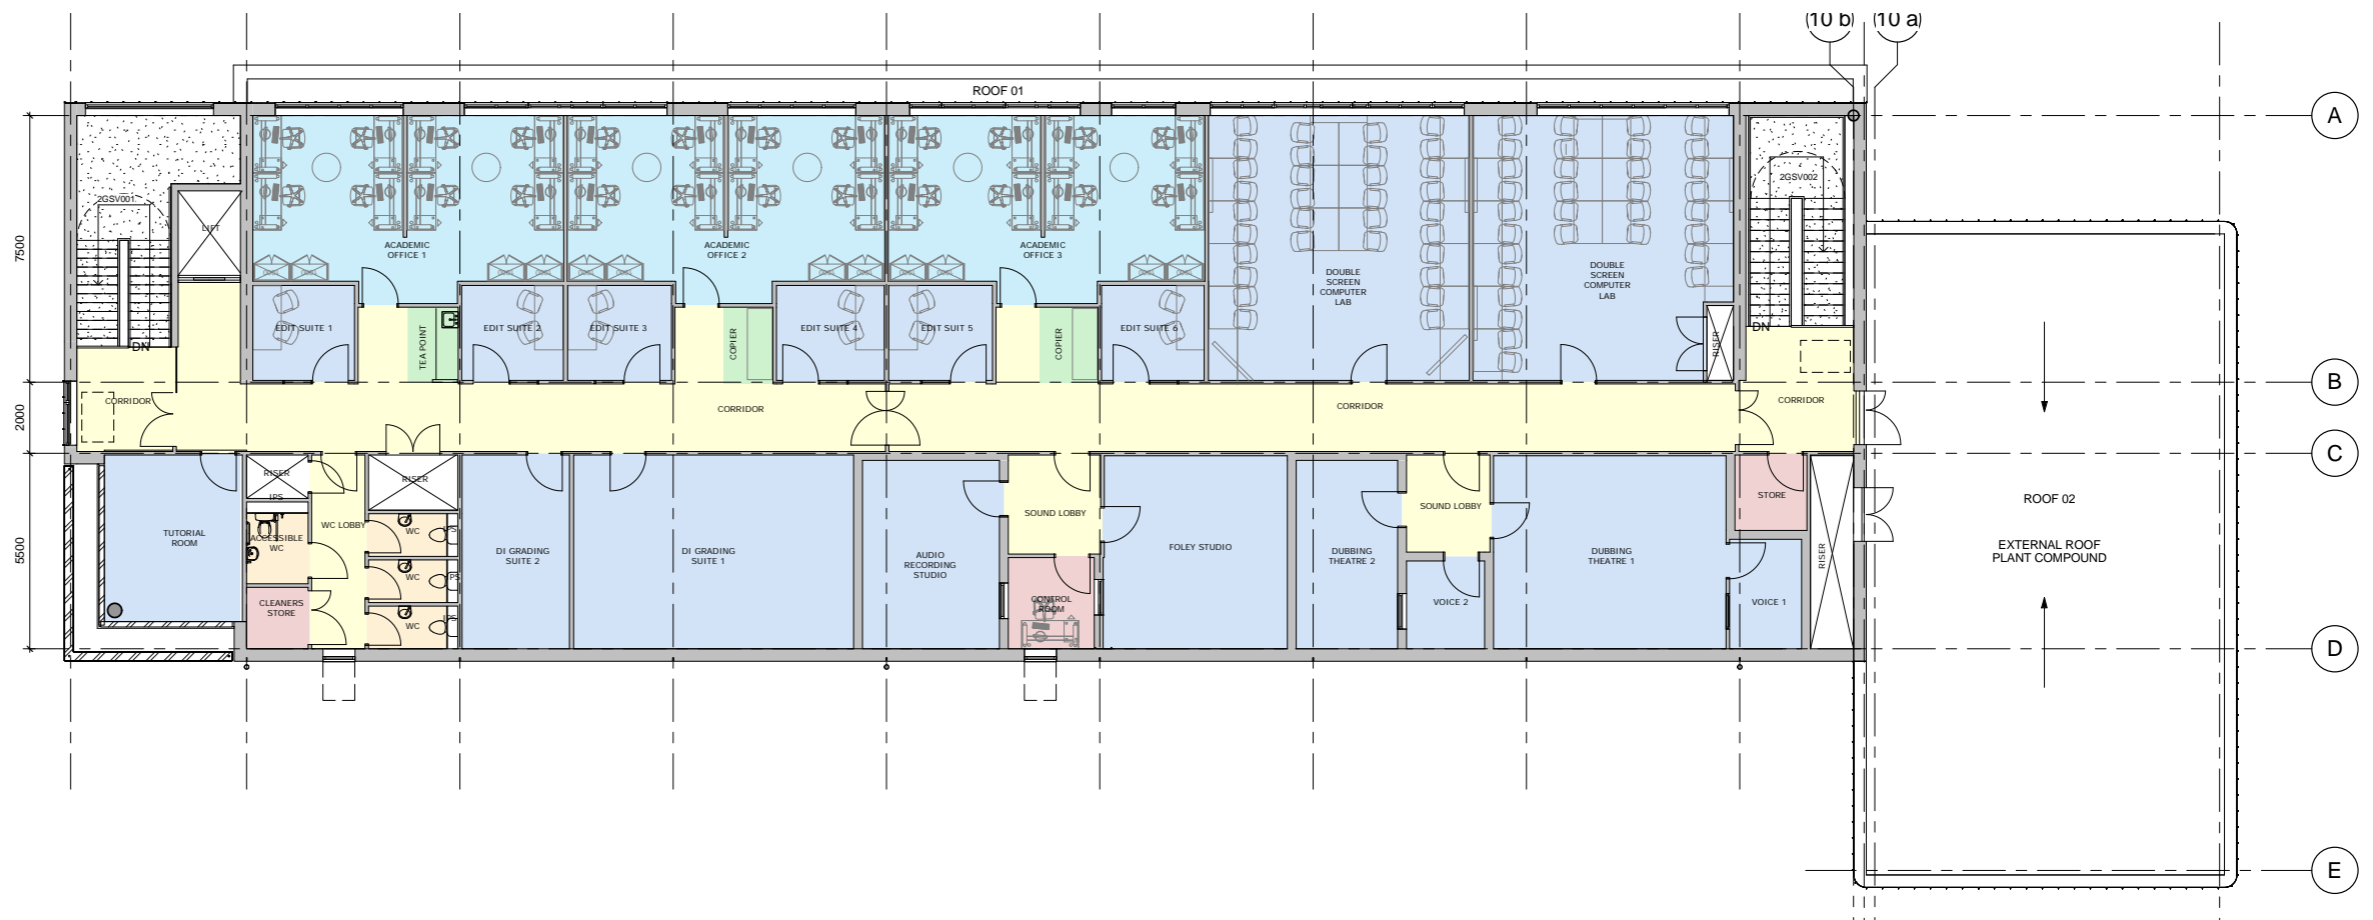 10 b
10 a
ROOF 01
A
7500
2GSV001
LIFT
ACADEMIC
OFFICE 1
ACADEMIC
OFFICE 2
ACADEMIC
OFFICE 3
DOUBLE
SCREEN
COMPUTER
LAB
DOUBLE
SCREEN
COMPUTER
LAB
2GSV002
EDIT SUITE 1
TEA POINT
EDIT SUITE 2
EDIT SUITE 3
COPIER
EDIT SUITE 4
EDIT SUIT 5
COPIER
EDIT SUITE 6
RISER
DN
DN
B
2000
CORRIDOR
CORRIDOR
CORRIDOR
CORRIDOR
C
5500
TUTORIAL
ROOM
RISER
IPS
ACCESSIBLE
WC
CLEANERS
STORE
WC LOBBY
RISER
WC
IPS
WC
IPS
WC
IPS
DI GRADING
SUITE 2
DI GRADING
SUITE 1
AUDIO
RECORDING
STUDIO
SOUND LOBBY
CONTROL
ROOM
FOLEY STUDIO
DUBBING
THEATRE 2
SOUND LOBBY
VOICE 2
DUBBING
THEATRE 1
STORE
VOICE 1
RISER
ROOF 02
EXTERNAL ROOF
PLANT COMPOUND
D
E